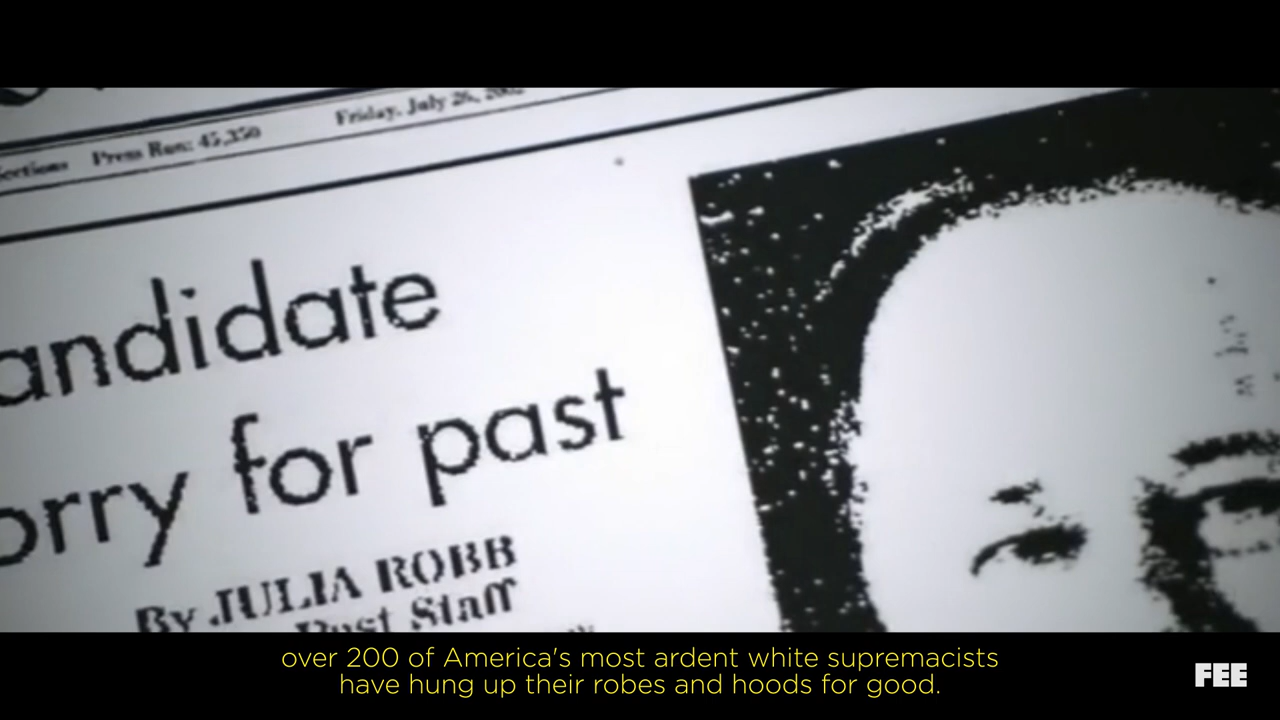 Friday, July 26,
ections Press Run: 45,350
andidate
orry for past
By JULIA ROBB
Post Staff
over 200 of America's most ardent white supremacists
have hung up their robes and hoods for good.
FEE